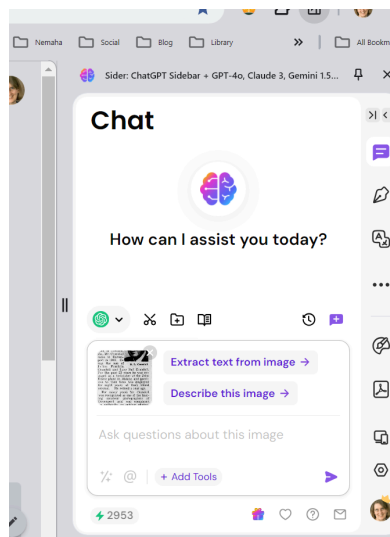 Nemaha
Social
Blog
Library
»
All Bookm
Sider: ChatGPT Sidebar + GPT-4o, Claude 3, Gemini 1.5...
Chat
How can I assist you today?
Extract text from image →
Describe this image →
Ask questions about this image
@
+ Add Tools
2953